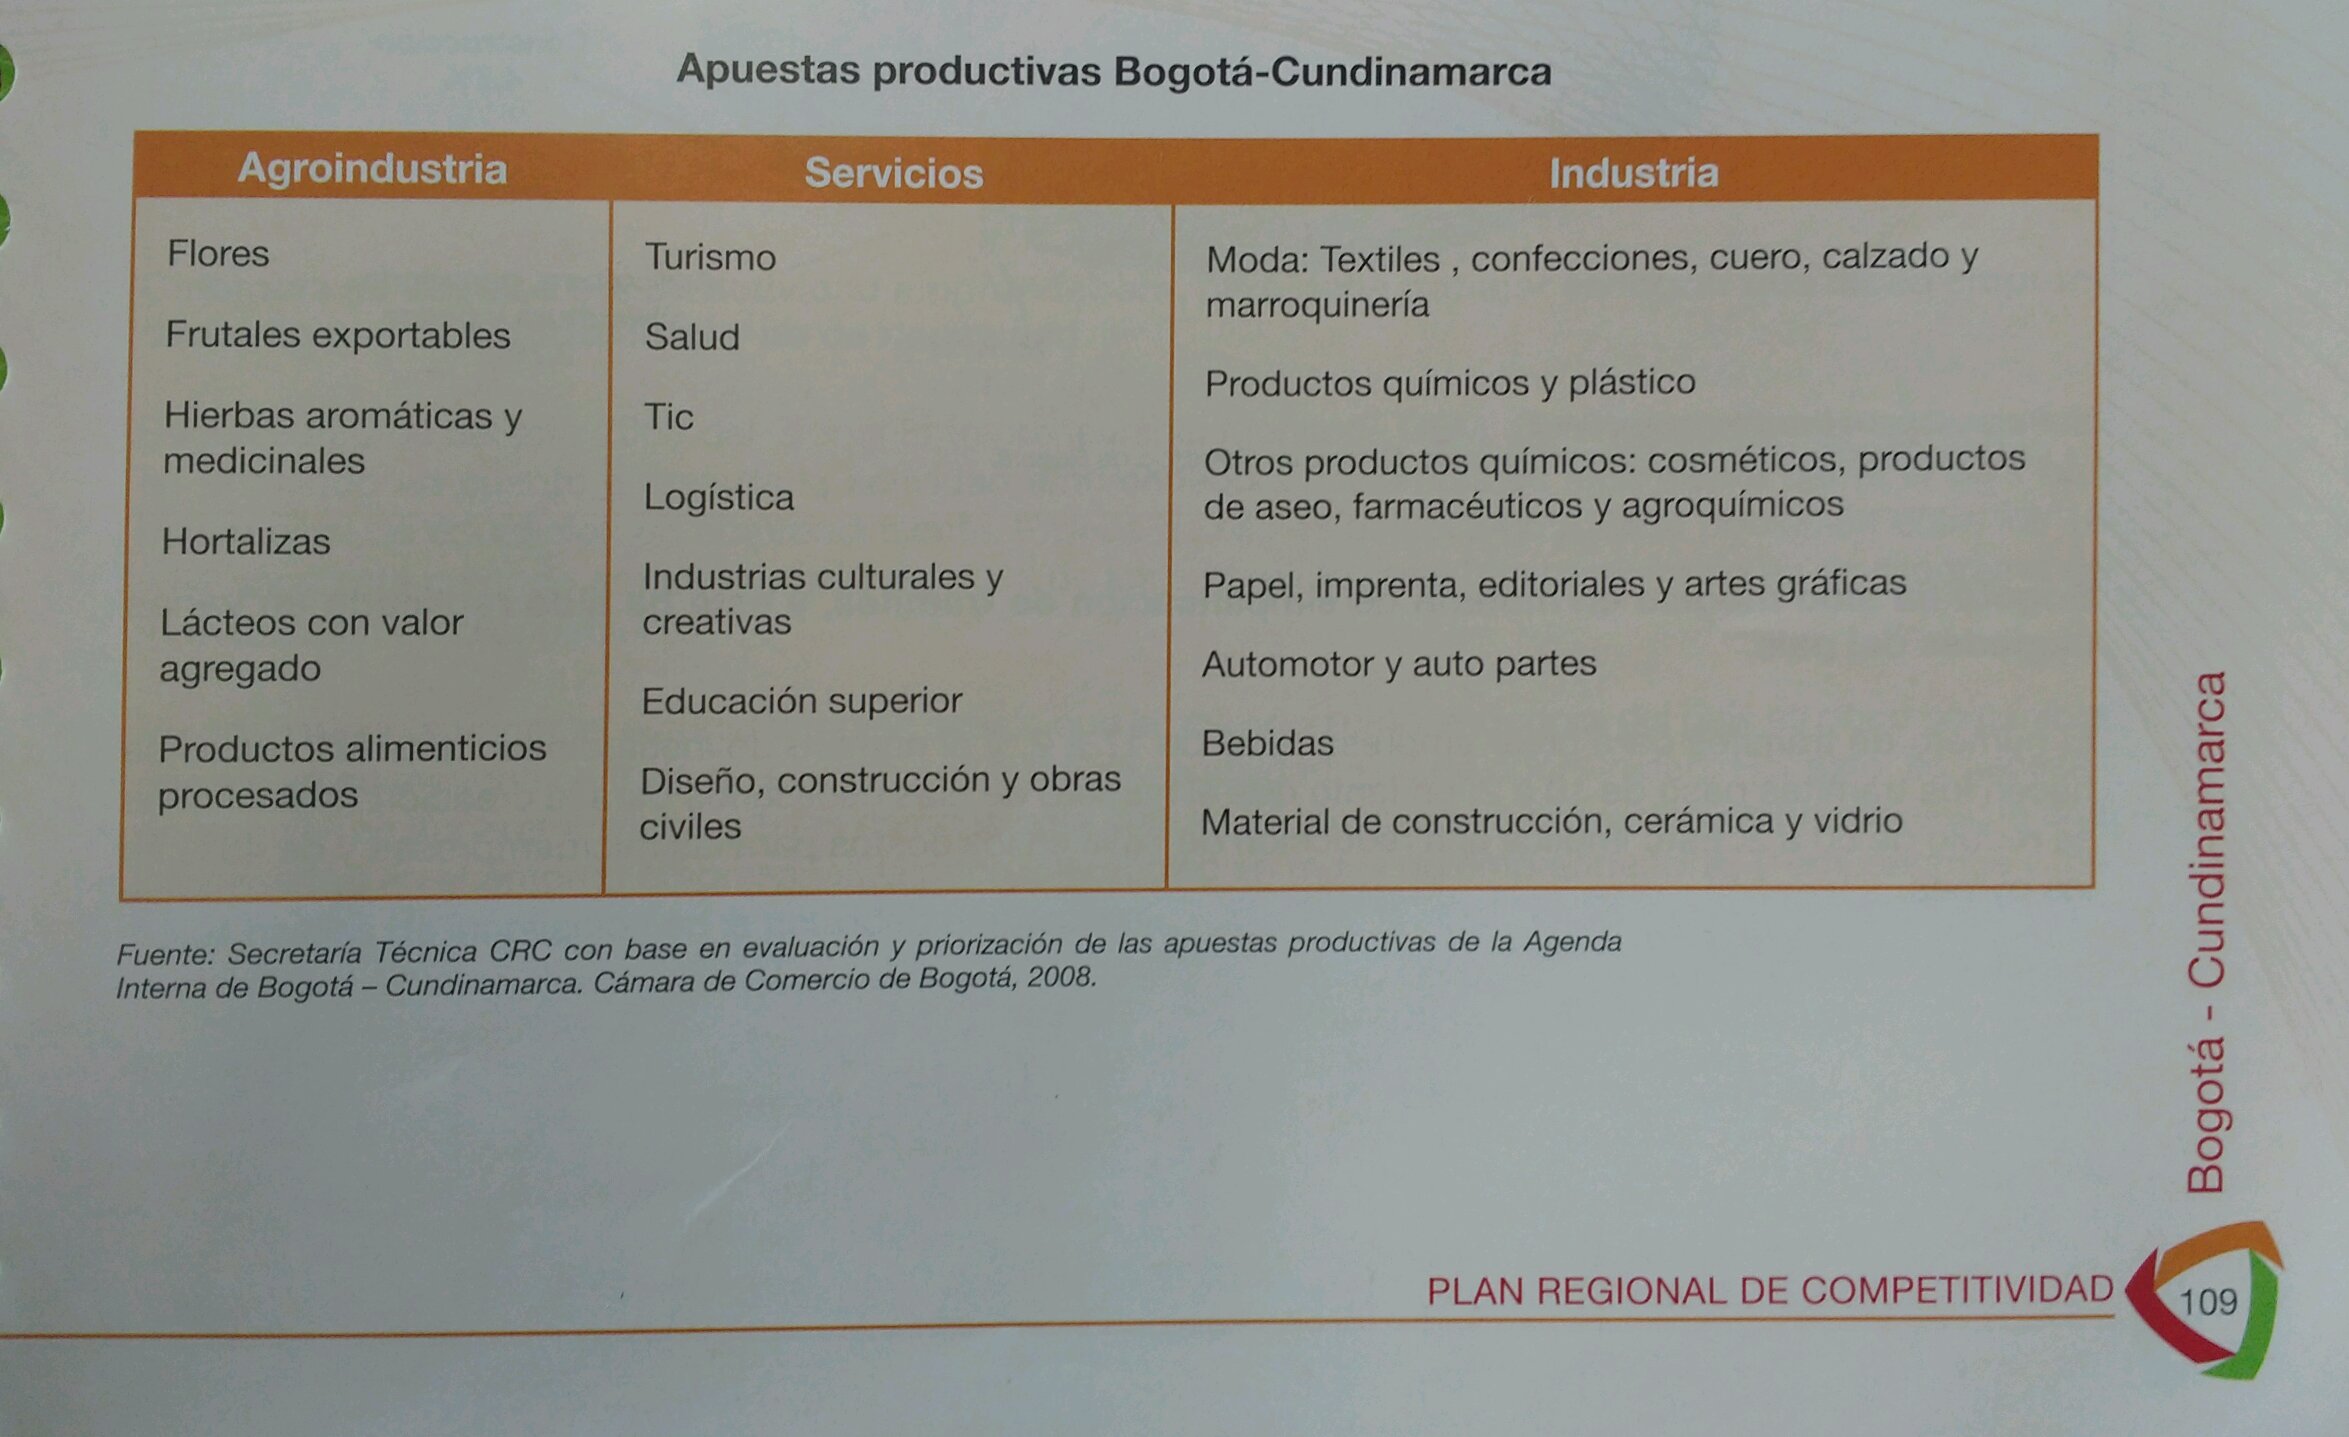 Apuestas productivas Bogotá-Cundinamarca
Agroindustria
Flores
Frutales exportables
Hierbas aromáticas y
medicinales
Hortalizas
Lácteos con valor
agregado
Productos alimenticios
procesados
Servicios
Turismo
Salud
Tic
Logística
Industrias culturales y
creativas
Educación superior
Diseño, construcción y obras
civiles
Industria
Moda: Textiles , confecciones, cuero, calzado y
marroquinería
Productos químicos y plástico
Otros productos químicos: cosméticos, productos
de aseo, farmacéuticos y agroquímicos
Papel, imprenta, editoriales y artes gráficas
Automotor y auto partes
Bebidas
Material de construcción, cerámica y vidrio
Fuente: Secretaría Técnica CRC con base en evaluación y priorización de las apuestas productivas de la Agenda
Interna de Bogotá – Cundinamarca. Cámara de Comercio de Bogotá, 2008.
Bogotá - Cundinamarca
PLAN REGIONAL DE COMPETITIVIDAD
109